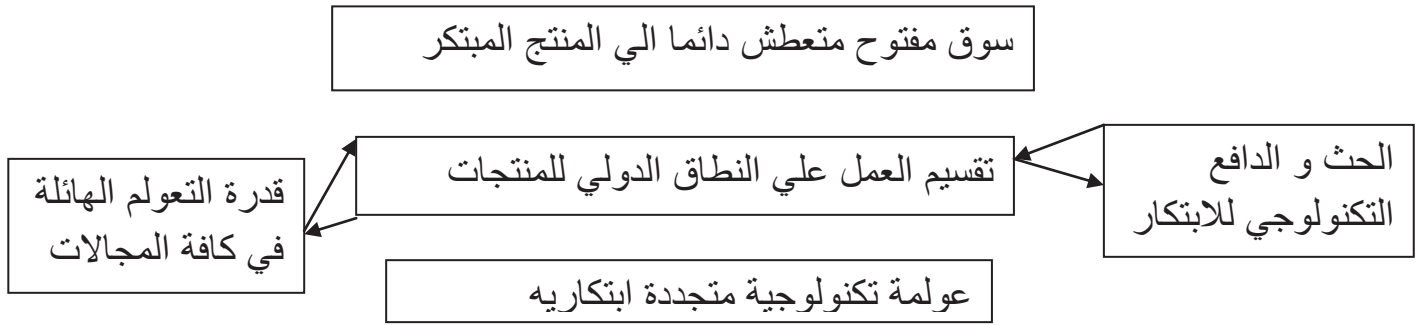 سوق مفتوح متعطش دائما الي المنتج المبتكر
الحث و الدافع
التكنولوجي للابتكار
تقسيم العمل علي النطاق الدولي للمنتجات
قدرة التعولم الهائلة
في كافة المجالات
عولمة تكنولوجية متجددة ابتكاريه